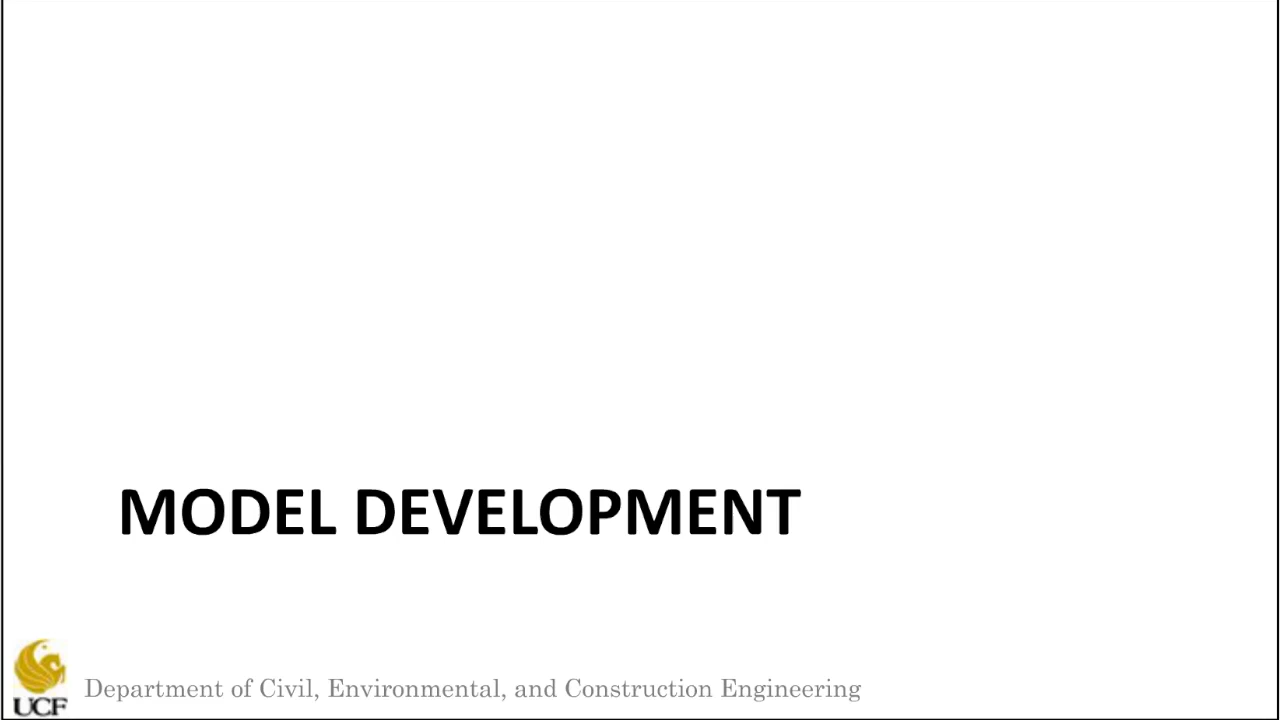 MODEL DEVELOPMENT
Department of Civil, Environmental, and Construction Engineering
UCF